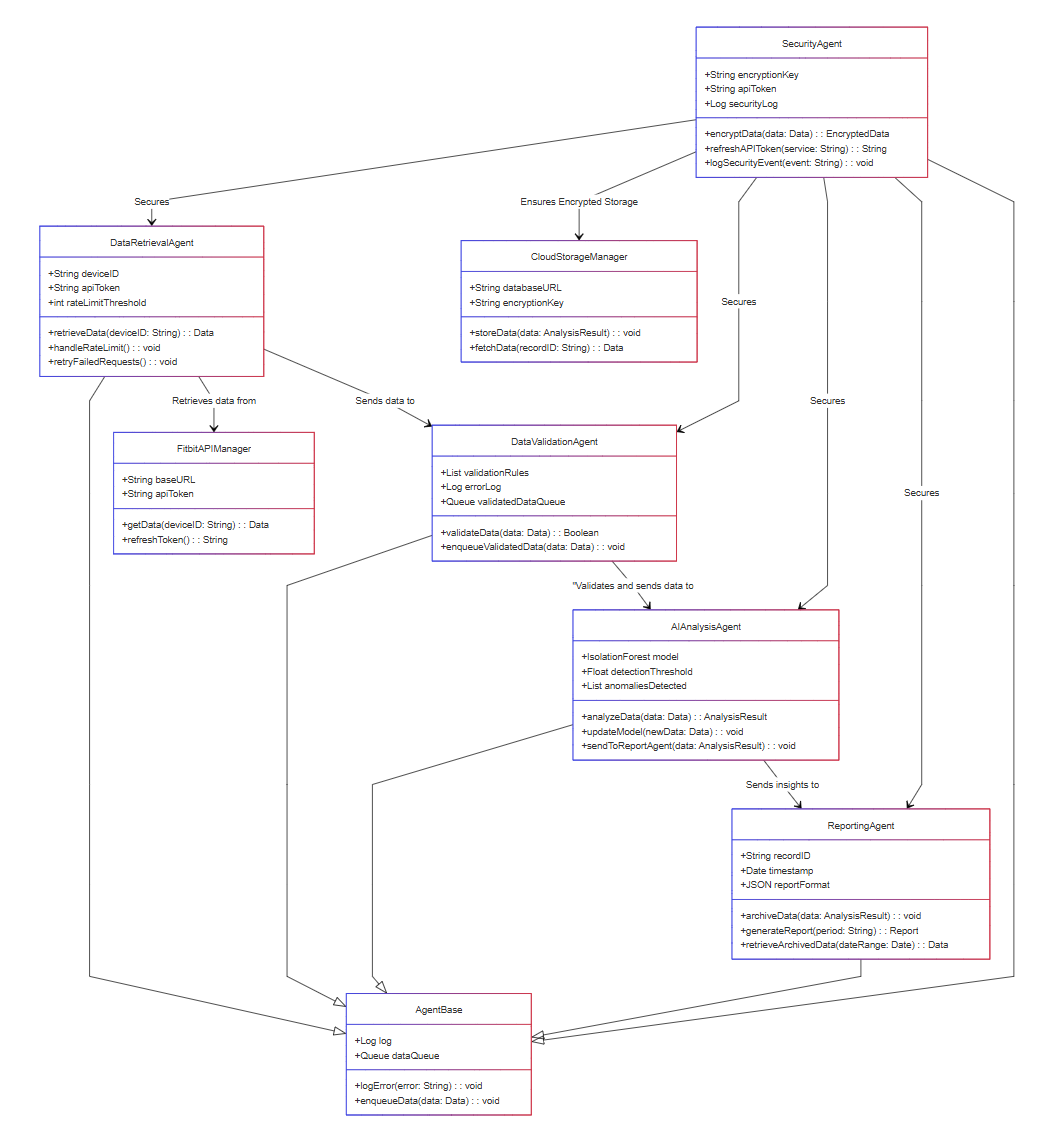 SecurityAgent
+String encryptionKey
+String apiToken
+Log securityLog
+encryptData(data: Data) : : EncryptedData
+refreshAPIToken(service: String) : : String
+logSecurityEvent(event: String) : : void
Secures
Ensures Encrypted Storage
DataRetrievalAgent
+String deviceID
+String apiToken
+int rateLimitThreshold
+retrieveData(deviceID: String) : : Data
+handleRateLimit() : : void
+retryFailedRequests() : : void
CloudStorageManager
+String databaseURL
+String encryptionKey
+storeData(data: AnalysisResult) : : void
+fetchData(recordID: String) : : Data
Secures
Retrieves data from
Sends data to
Secures
FitbitAPIManager
+String baseURL
+String apiToken
+getData(deviceID: String) : : Data
+refreshToken() : : String
DataValidationAgent
+List validationRules
+Log errorLog
+Queue validatedDataQueue
+validateData(data: Data) : : Boolean
+enqueueValidatedData(data: Data) : : void
Secures
"Validates and sends data to
AIAnalysisAgent
+IsolationForest model
+Float detectionThreshold
+List anomaliesDetected
+analyzeData(data: Data) : : AnalysisResult
+updateModel(newData: Data) : : void
+sendToReportAgent(data: AnalysisResult) : : void
Sends insights to
ReportingAgent
+String recordID
+Date timestamp
+JSON reportFormat
+archiveData(data: AnalysisResult) : : void
+generateReport(period: String) : : Report
+retrieveArchivedData(dateRange: Date) : : Data
AgentBase
+Log log
+Queue dataQueue
+logError(error: String) : : void
+enqueueData(data: Data) : : void